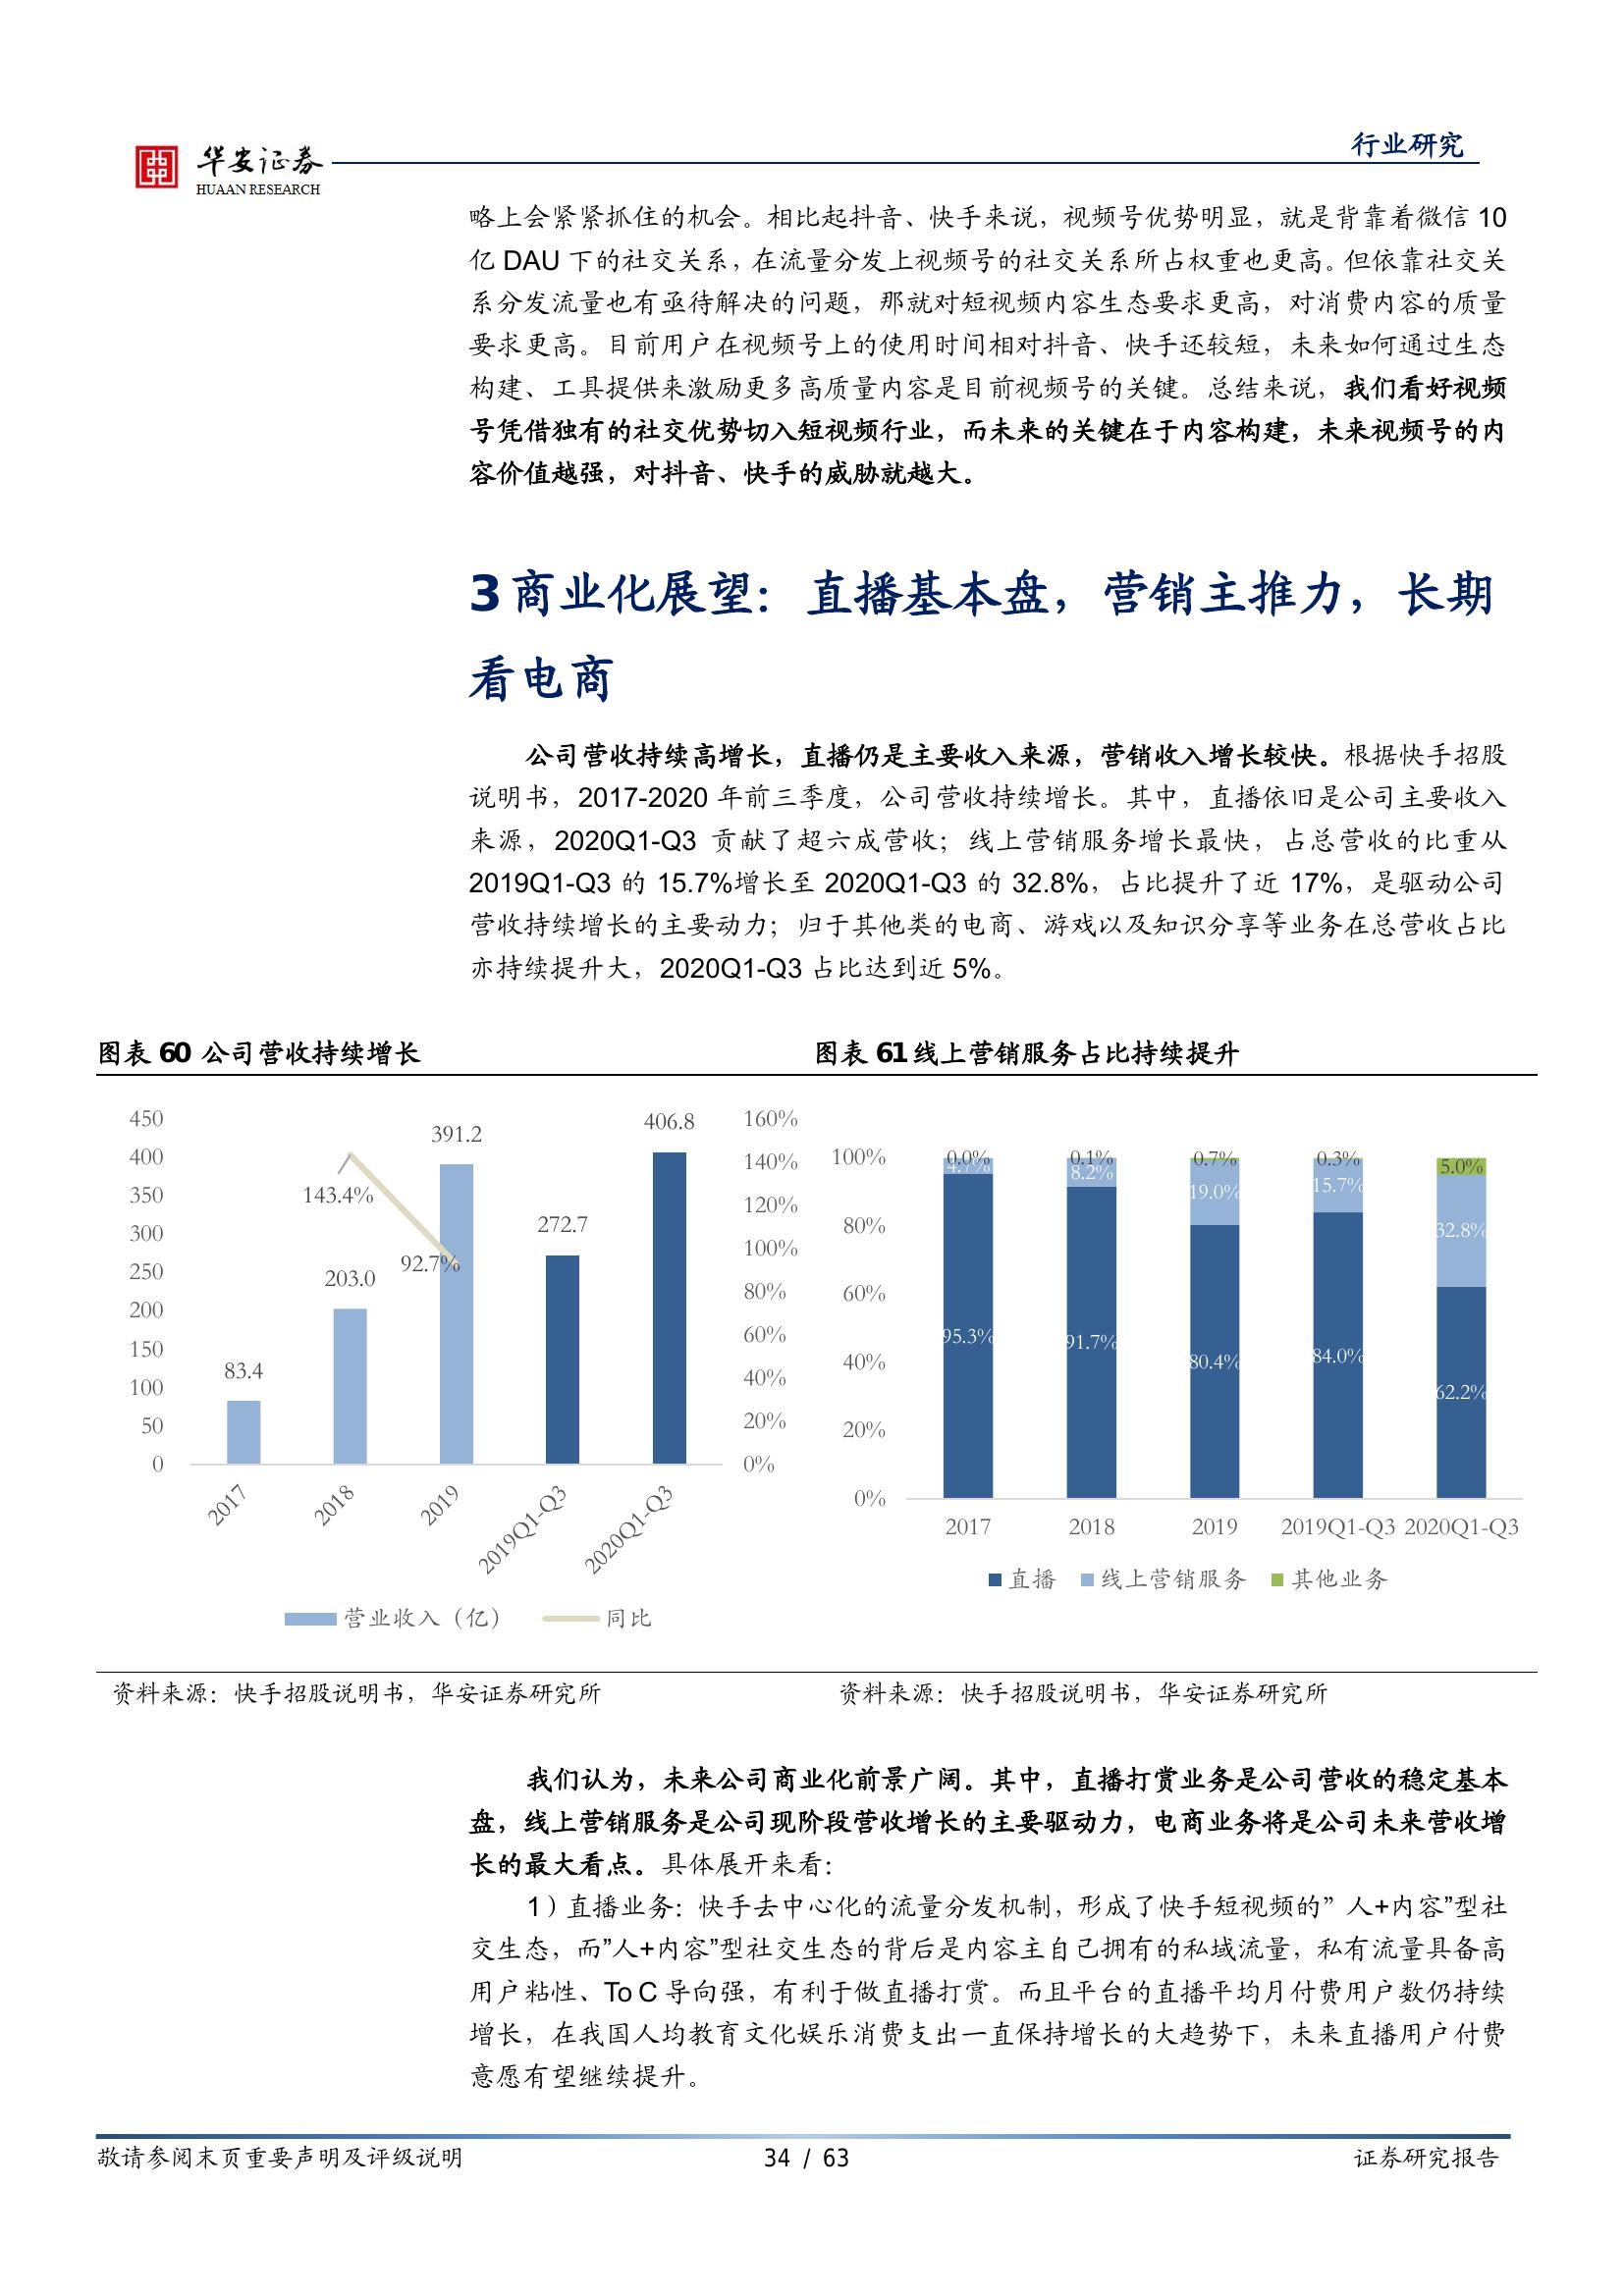 华安证券
HUAAN RESEARCH
行业研究
略上会紧紧抓住的机会。相比起抖音、快手来说，视频号优势明显，就是背靠着微信 10
亿 DAU 下的社交关系，在流量分发上视频号的社交关系所占权重也更高。但依靠社交关
系分发流量也有亟待解决的问题，那就对短视频内容生态要求更高，对消费内容的质量
要求更高。目前用户在视频号上的使用时间相对抖音、快手还较短，未来如何通过生态
构建、工具提供来激励更多高质量内容是目前视频号的关键。总结来说，我们看好视频
号凭借独有的社交优势切入短视频行业，而未来的关键在于内容构建，未来视频号的内
容价值越强，对抖音、快手的威胁就越大。
3 商业化展望：直播基本盘，营销主推力，长期
看电商
公司营收持续高增长，直播仍是主要收入来源，营销收入增长较快。根据快手招股
说明书，2017-2020 年前三季度，公司营收持续增长。其中，直播依旧是公司主要收入
来源，2020Q1-Q3 贡献了超六成营收；线上营销服务增长最快，占总营收的比重从
2019Q1-Q3 的 15.7%增长至 2020Q1-Q3 的 32.8%，占比提升了近 17%，是驱动公司
营收持续增长的主要动力；归于其他类的电商、游戏以及知识分享等业务在总营收占比
亦持续提升大，2020Q1-Q3 占比达到近 5%。
图表 60 公司营收持续增长
450
400
350
300
250
200
150
100
50
0
83.4
203.0
391.2
272.7
406.8
143.4%
92.7%
160%
140%
120%
100%
80%
60%
40%
20%
0%
2017
2018
2019
2019Q1-Q3
2020Q1-Q3
营业收入（亿）
同比
图表 61 线上营销服务占比持续提升
100%
80%
60%
40%
20%
0%
0.0%
0.1%
0.7%
0.3%
5.0%
4.7%
8.2%
19.0%
15.7%
32.8%
95.3%
91.7%
80.4%
84.0%
62.2%
2017
2018
2019
2019Q1-Q3
2020Q1-Q3
直播
线上营销服务
其他业务
资料来源：快手招股说明书，华安证券研究所
资料来源：快手招股说明书，华安证券研究所
我们认为，未来公司商业化前景广阔。其中，直播打赏业务是公司营收的稳定基本
盘，线上营销服务是公司现阶段营收增长的主要驱动力，电商业务将是公司未来营收增
长的最大看点。具体展开来看：
1）直播业务：快手去中心化的流量分发机制，形成了快手短视频的”人+内容”型社
交生态，而”人+内容”型社交生态的背后是内容主自己拥有的私域流量，私有流量具备高
用户粘性、To C 导向强，有利于做直播打赏。而且平台的直播平均月付费用户数仍持续
增长，在我国人均教育文化娱乐消费支出一直保持增长的大趋势下，未来直播用户付费
意愿有望继续提升。
敬请参阅末页重要声明及评级说明
34 / 63
证券研究报告